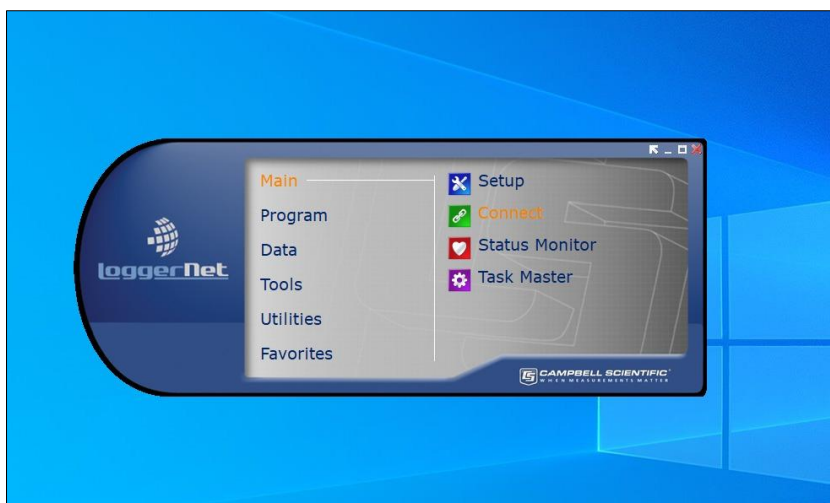 Main
Program
Data
Tools
Utilities
Favorites
Setup
Connect
Status Monitor
Task Master
loggerNet
CAMPBELL SCIENTIFIC
WHEN MEASUREMENTS MATTER